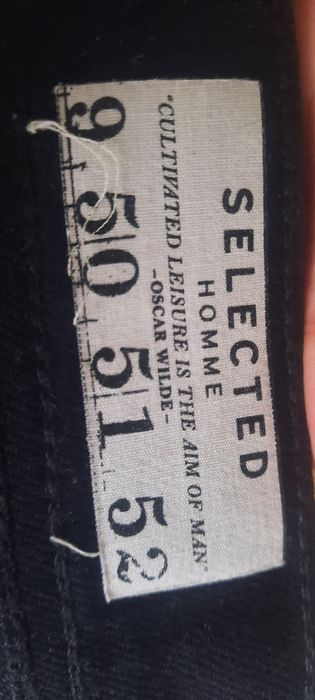 SELECTED
HOMME
"CULTIVATED LEISURE IS THE AIM OF MAN"
-OSCAR WILDE-
9 50 51 52